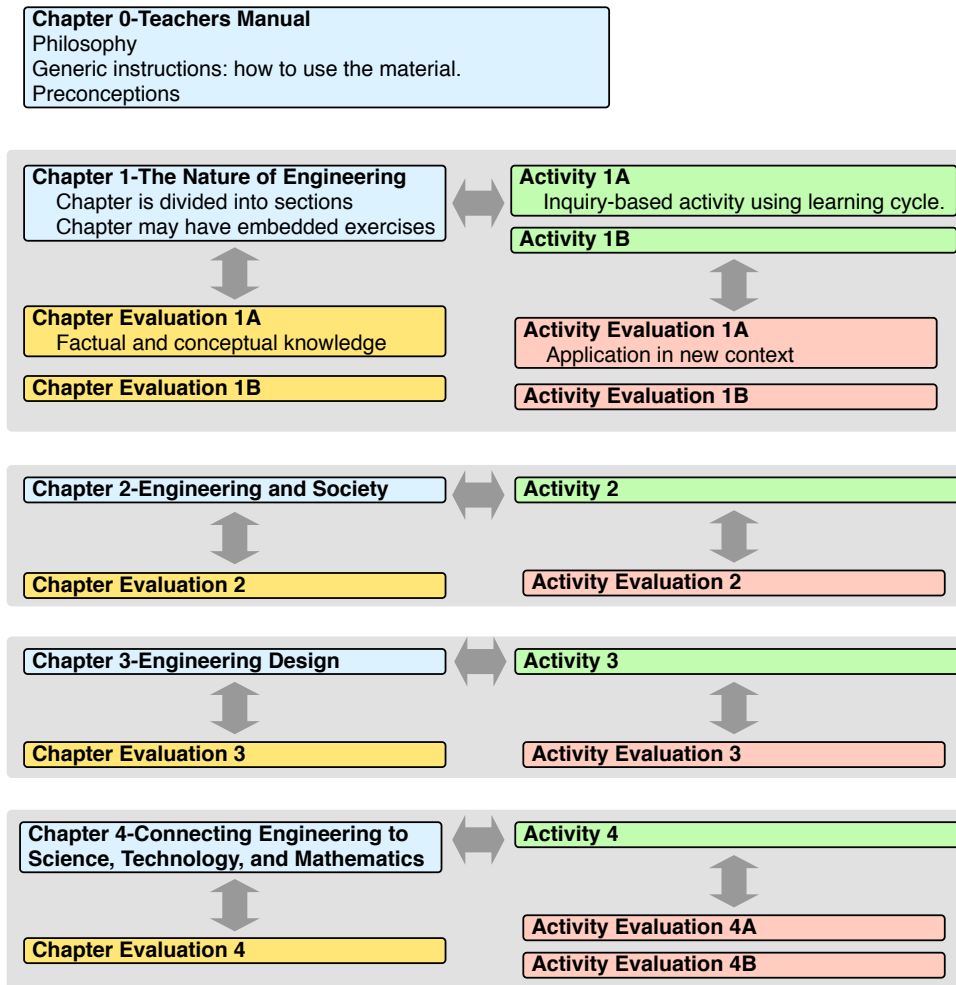 Chapter 0-Teachers Manual
Philosophy
Generic instructions: how to use the material.
Preconceptions
Chapter 1-The Nature of Engineering
Chapter is divided into sections
Chapter may have embedded exercises
Activity 1A
Inquiry-based activity using learning cycle.
Activity 1B
Chapter Evaluation 1A
Factual and conceptual knowledge
Chapter Evaluation 1B
Activity Evaluation 1A
Application in new context
Activity Evaluation 1B
Chapter 2-Engineering and Society
Activity 2
Chapter Evaluation 2
Activity Evaluation 2
Chapter 3-Engineering Design
Activity 3
Chapter Evaluation 3
Activity Evaluation 3
Chapter 4-Connecting Engineering to
Science, Technology, and Mathematics
Activity 4
Chapter Evaluation 4
Activity Evaluation 4A
Activity Evaluation 4B